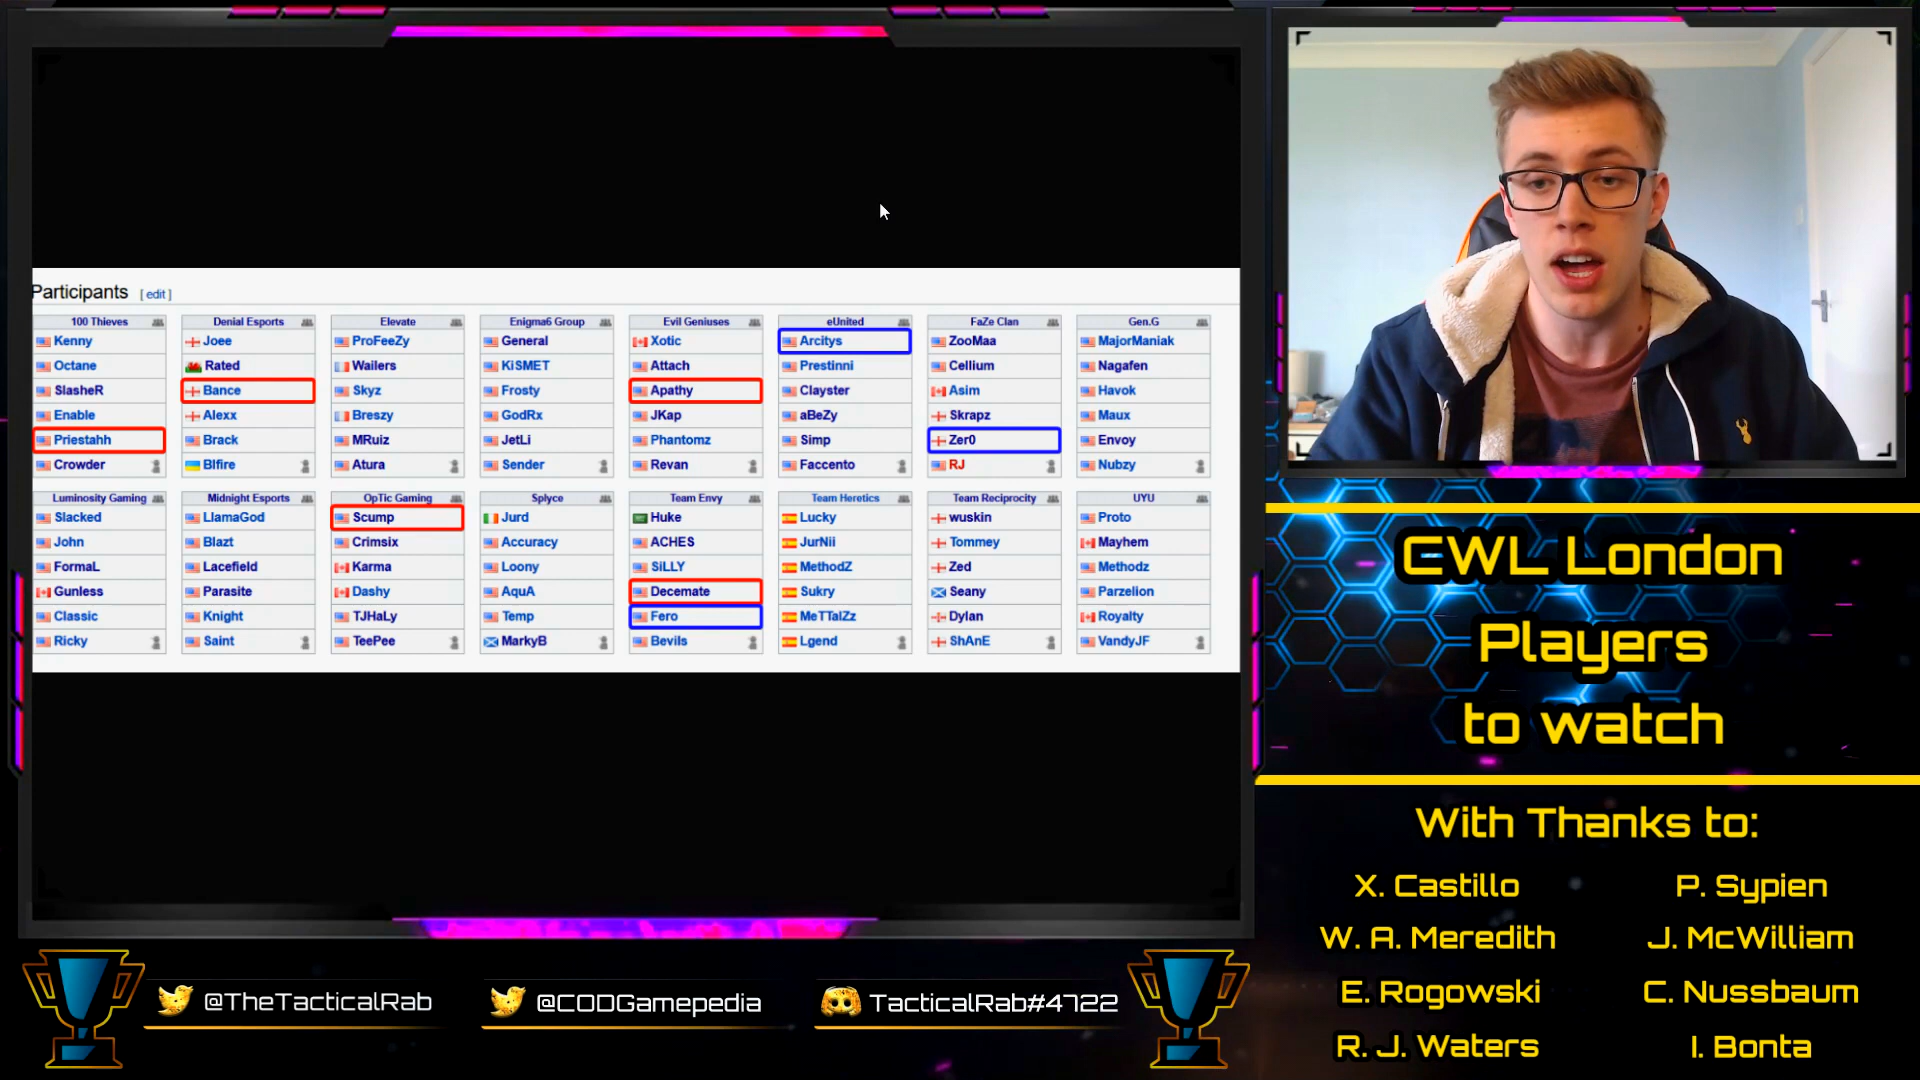 Participants [ edit ]
100 Thieves
Kenny
Octane
SlasheR
Enable
Priestahh
Crowder
Denial Esports
Joee
Rated
Bance
Alexx
Brack
Blfire
Elevate
ProFeeZy
Wailers
Skyz
Breszy
MRuiz
Atura
Enigma6 Group
General
KiSMET
Frosty
GodRx
JetLi
Sender
Evil Geniuses
Xotic
Attach
Apathy
JKap
Phantomz
Revan
eUnited
Arcitys
Prestinni
Clayster
aBeZy
Simp
Faccento
FaZe Clan
ZooMaa
Cellium
Asim
Skrapz
Zer0
RJ
Gen.G
MajorManiak
Nagafen
Havok
Maux
Envoy
Nubzy
Luminosity Gaming
Slacked
John
FormaL
Gunless
Classic
Ricky
Midnight Esports
LlamaGod
Blazt
Lacefield
Parasite
Knight
Saint
OpTic Gaming
Scump
Crimsix
Karma
Dashy
TJHaLy
TeePee
Splyce
Jurd
Accuracy
Loony
AquA
Temp
MarkyB
Team Envy
Huke
ACHES
SiLLY
Decemate
Fero
Bevils
Team Heretics
Lucky
JurNii
MethodZ
Sukry
MeTTalZz
Lgend
Team Reciprocity
wuskin
Tommey
Zed
Seany
Dylan
ShAnE
UYU
Proto
Mayhem
Methodz
Parzelion
Royalty
VandyJF
CWL London
Players
to watch
With Thanks to:
X. Castillo P. Sypien
W. A. Meredith J. McWilliam
E. Rogowski C. Nussbaum
R. J. Waters I. Bonta
@TheTacticalRab @CODGamepedia TacticalRab#4722